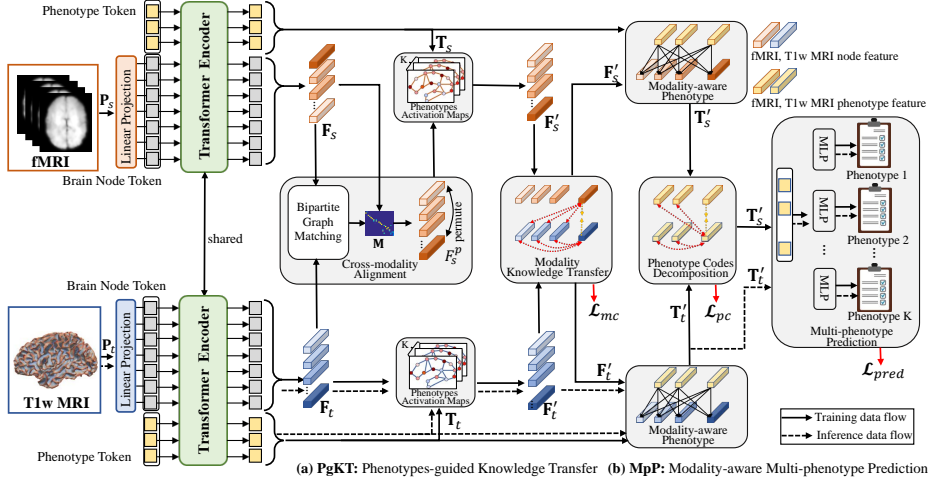 Phenotype Token
Linear Projection
Transformer Encoder
P_s
fMRI
Brain Node Token
F_s
T_s
K
Phenotypes
Activation Maps
F'_s
F'_s
Modality-aware
Phenotype
T'_s
fMRI, T1w MRI node feature
fMRI, T1w MRI phenotype feature
MLP
Phenotype 1
MLP
Phenotype 2
MLP
Phenotype K
Multi-phenotype
Prediction
L_pred
shared
Bipartite
Graph
Matching
M
permute
F_s^p
Cross-modality
Alignment
Modality
Knowledge Transfer
L_mc
Phenotype Codes
Decomposition
L_pc
T'_s
T'_t
T'_t
Brain Node Token
Linear Projection
Transformer Encoder
P_t
T1w MRI
F_t
K
Phenotypes
Activation Maps
T_t
F'_t
F'_t
Modality-aware
Phenotype
Phenotype Token
Training data flow
Inference data flow
(a) PgKT: Phenotypes-guided Knowledge Transfer
(b) MpP: Modality-aware Multi-phenotype Prediction